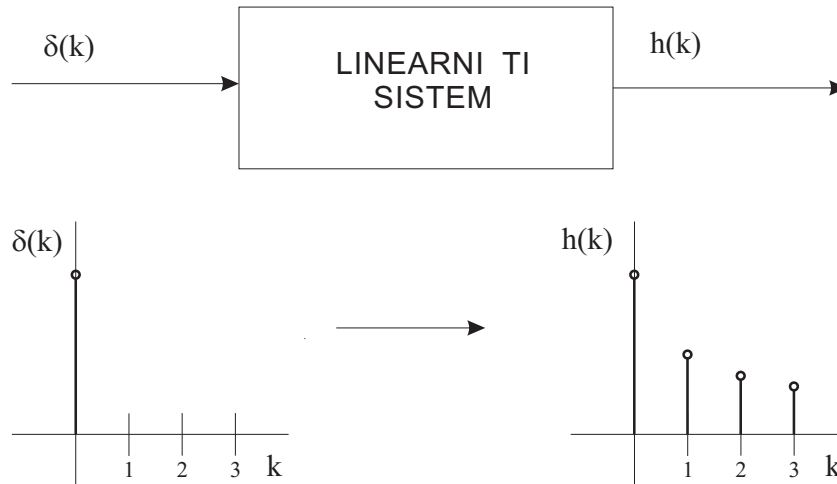 δ(k)
LINEARNI TI
SISTEM
h(k)
δ(k)
1 2 3 k
h(k)
1 2 3 k